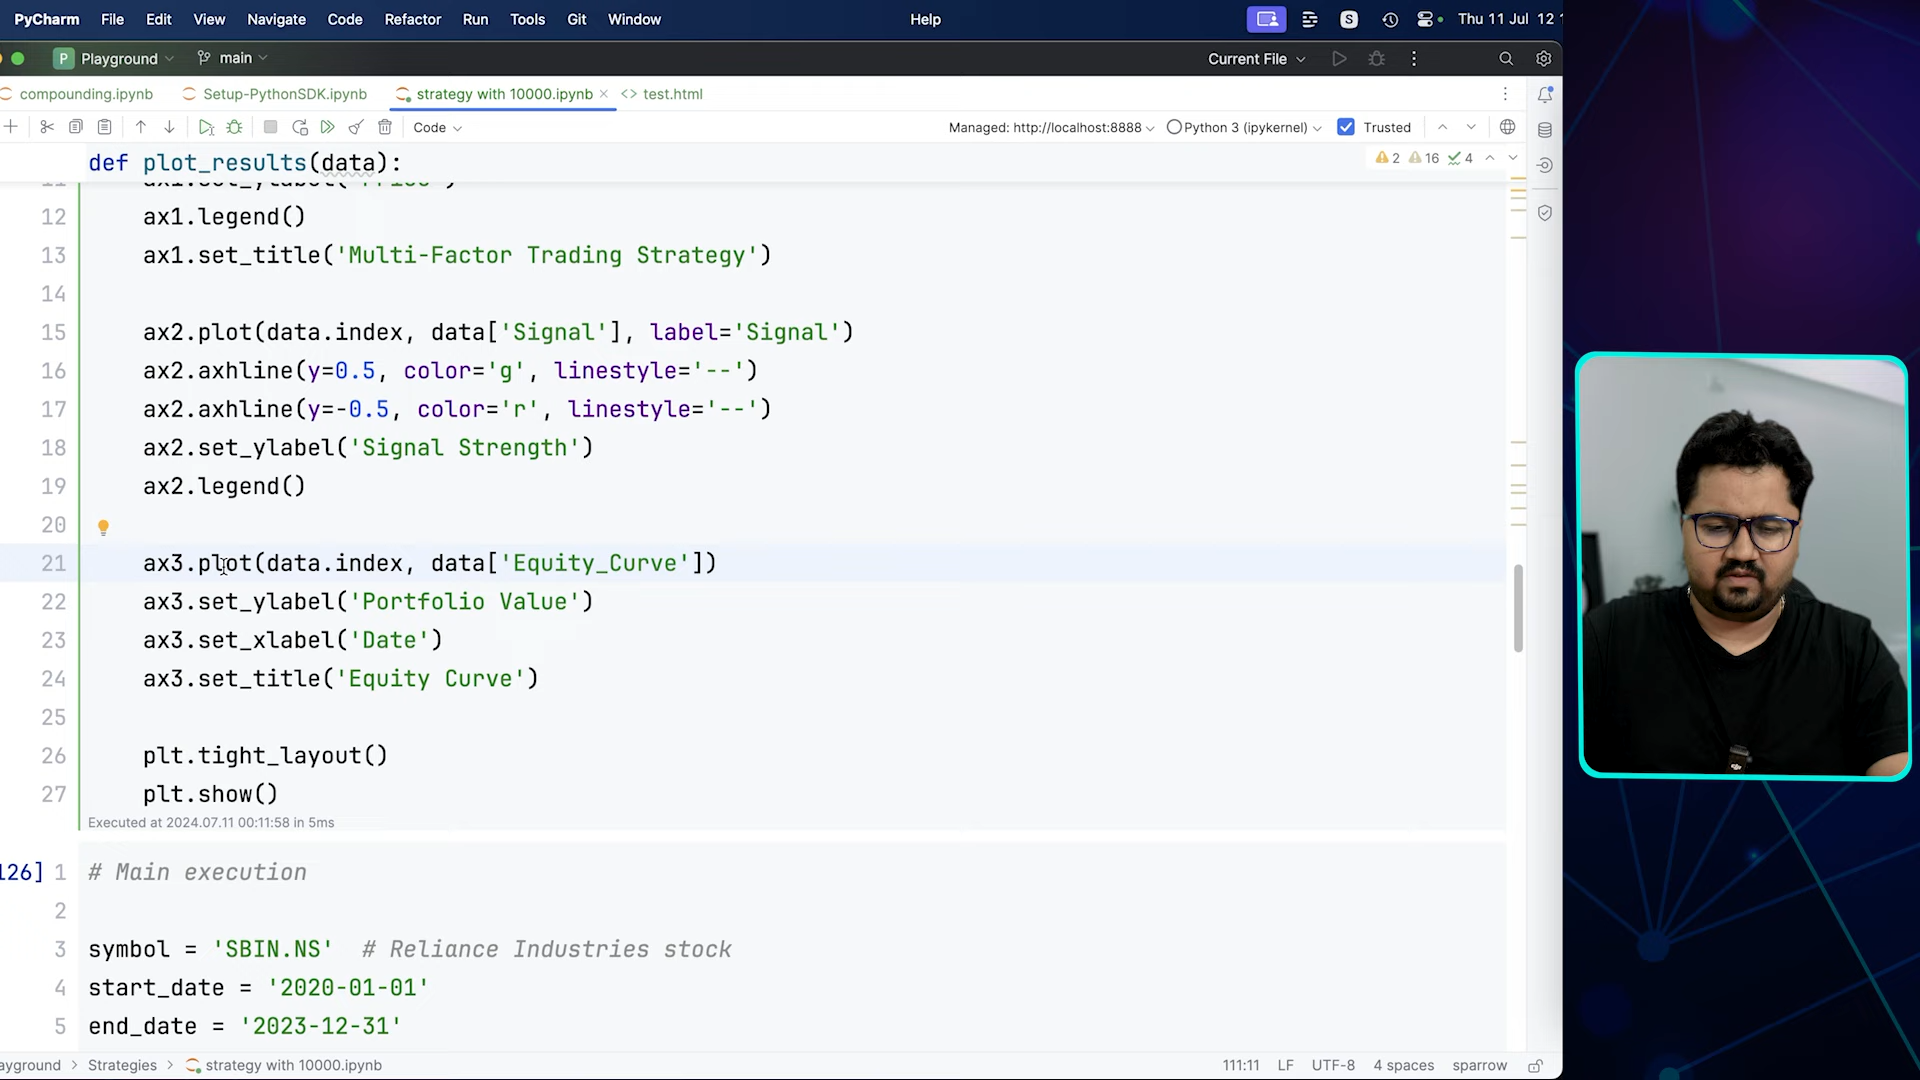 PyCharm File Edit View Navigate Code Refactor Run Tools Git Window Help S Thu 11 Jul 12
P Playground main Current File
compounding.ipynb Setup-PythonSDK.ipynb strategy with 10000.ipynb <> test.html
Code Managed: http://localhost:8888 Python 3 (ipykernel) Trusted
def plot_results(data): 2 16 4
12 ax1.legend()
13 ax1.set_title('Multi-Factor Trading Strategy')
14
15 ax2.plot(data.index, data['Signal'], label='Signal')
16 ax2.axhline(y=0.5, color='g', linestyle='--')
17 ax2.axhline(y=-0.5, color='r', linestyle='--')
18 ax2.set_ylabel('Signal Strength')
19 ax2.legend()
20
21 ax3.plot(data.index, data['Equity_Curve'])
22 ax3.set_ylabel('Portfolio Value')
23 ax3.set_xlabel('Date')
24 ax3.set_title('Equity Curve')
25
26 plt.tight_layout()
27 plt.show()
Executed at 2024.07.11 00:11:58 in 5ms
126] 1 # Main execution
2
3 symbol = 'SBIN.NS' # Reliance Industries stock
4 start_date = '2020-01-01'
5 end_date = '2023-12-31'
ayground > Strategies > strategy with 10000.ipynb 111:11 LF UTF-8 4 spaces sparrow